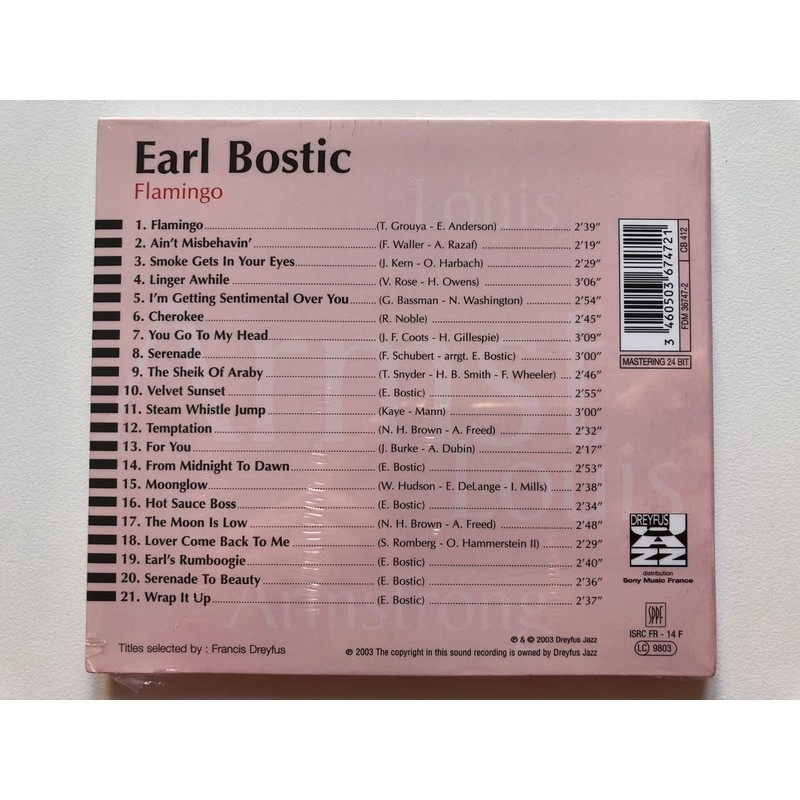 Earl Bostic
Flamingo
Louis
1. Flamingo (T. Grouya - E. Anderson) 2’39”
2. Ain’t Misbehavin’ (F. Waller - A. Razaf) 2’19”
3. Smoke Gets In Your Eyes (J. Kern - O. Harbach) 2’29”
4. Linger Awhile (V. Rose - H. Owens) 3’06”
5. I’m Getting Sentimental Over You (G. Bassman - N. Washington) 2’54”
6. Cherokee (R. Noble) 2’45”
7. You Go To My Head (J. F. Coots - H. Gillespie) 3’09”
8. Serenade (F. Schubert - arrgt. E. Bostic) 3’00”
9. The Sheik Of Araby (T. Snyder - H. B. Smith - F. Wheeler) 2’46”
10. Velvet Sunset (E. Bostic) 2’55”
11. Steam Whistle Jump (Kaye - Mann) 3’00”
12. Temptation (N. H. Brown - A. Freed) 2’32”
13. For You (J. Burke - A. Dubin) 2’17”
14. From Midnight To Dawn (E. Bostic) 2’53”
15. Moonglow (W. Hudson - E. DeLange - I. Mills) 2’38”
16. Hot Sauce Boss (E. Bostic) 2’34”
17. The Moon Is Low (N. H. Brown - A. Freed) 2’48”
18. Lover Come Back To Me (S. Romberg - O. Hammerstein II) 2’29”
19. Earl’s Rumboogie (E. Bostic) 2’40”
20. Serenade To Beauty (E. Bostic) 2’36”
21. Wrap It Up (E. Bostic) 2’37”
Louis
Armstrong
3 460503 674721
FDM 36747-2
CB 412
MASTERING 24 BIT
DREYFUS
JAZZ
distribution
Sony Music France
SPPF
ISRC FR - 14 F
LC 9803
℗ & © 2003 Dreyfus Jazz
Titles selected by : Francis Dreyfus
℗ 2003 The copyright in this sound recording is owned by Dreyfus Jazz